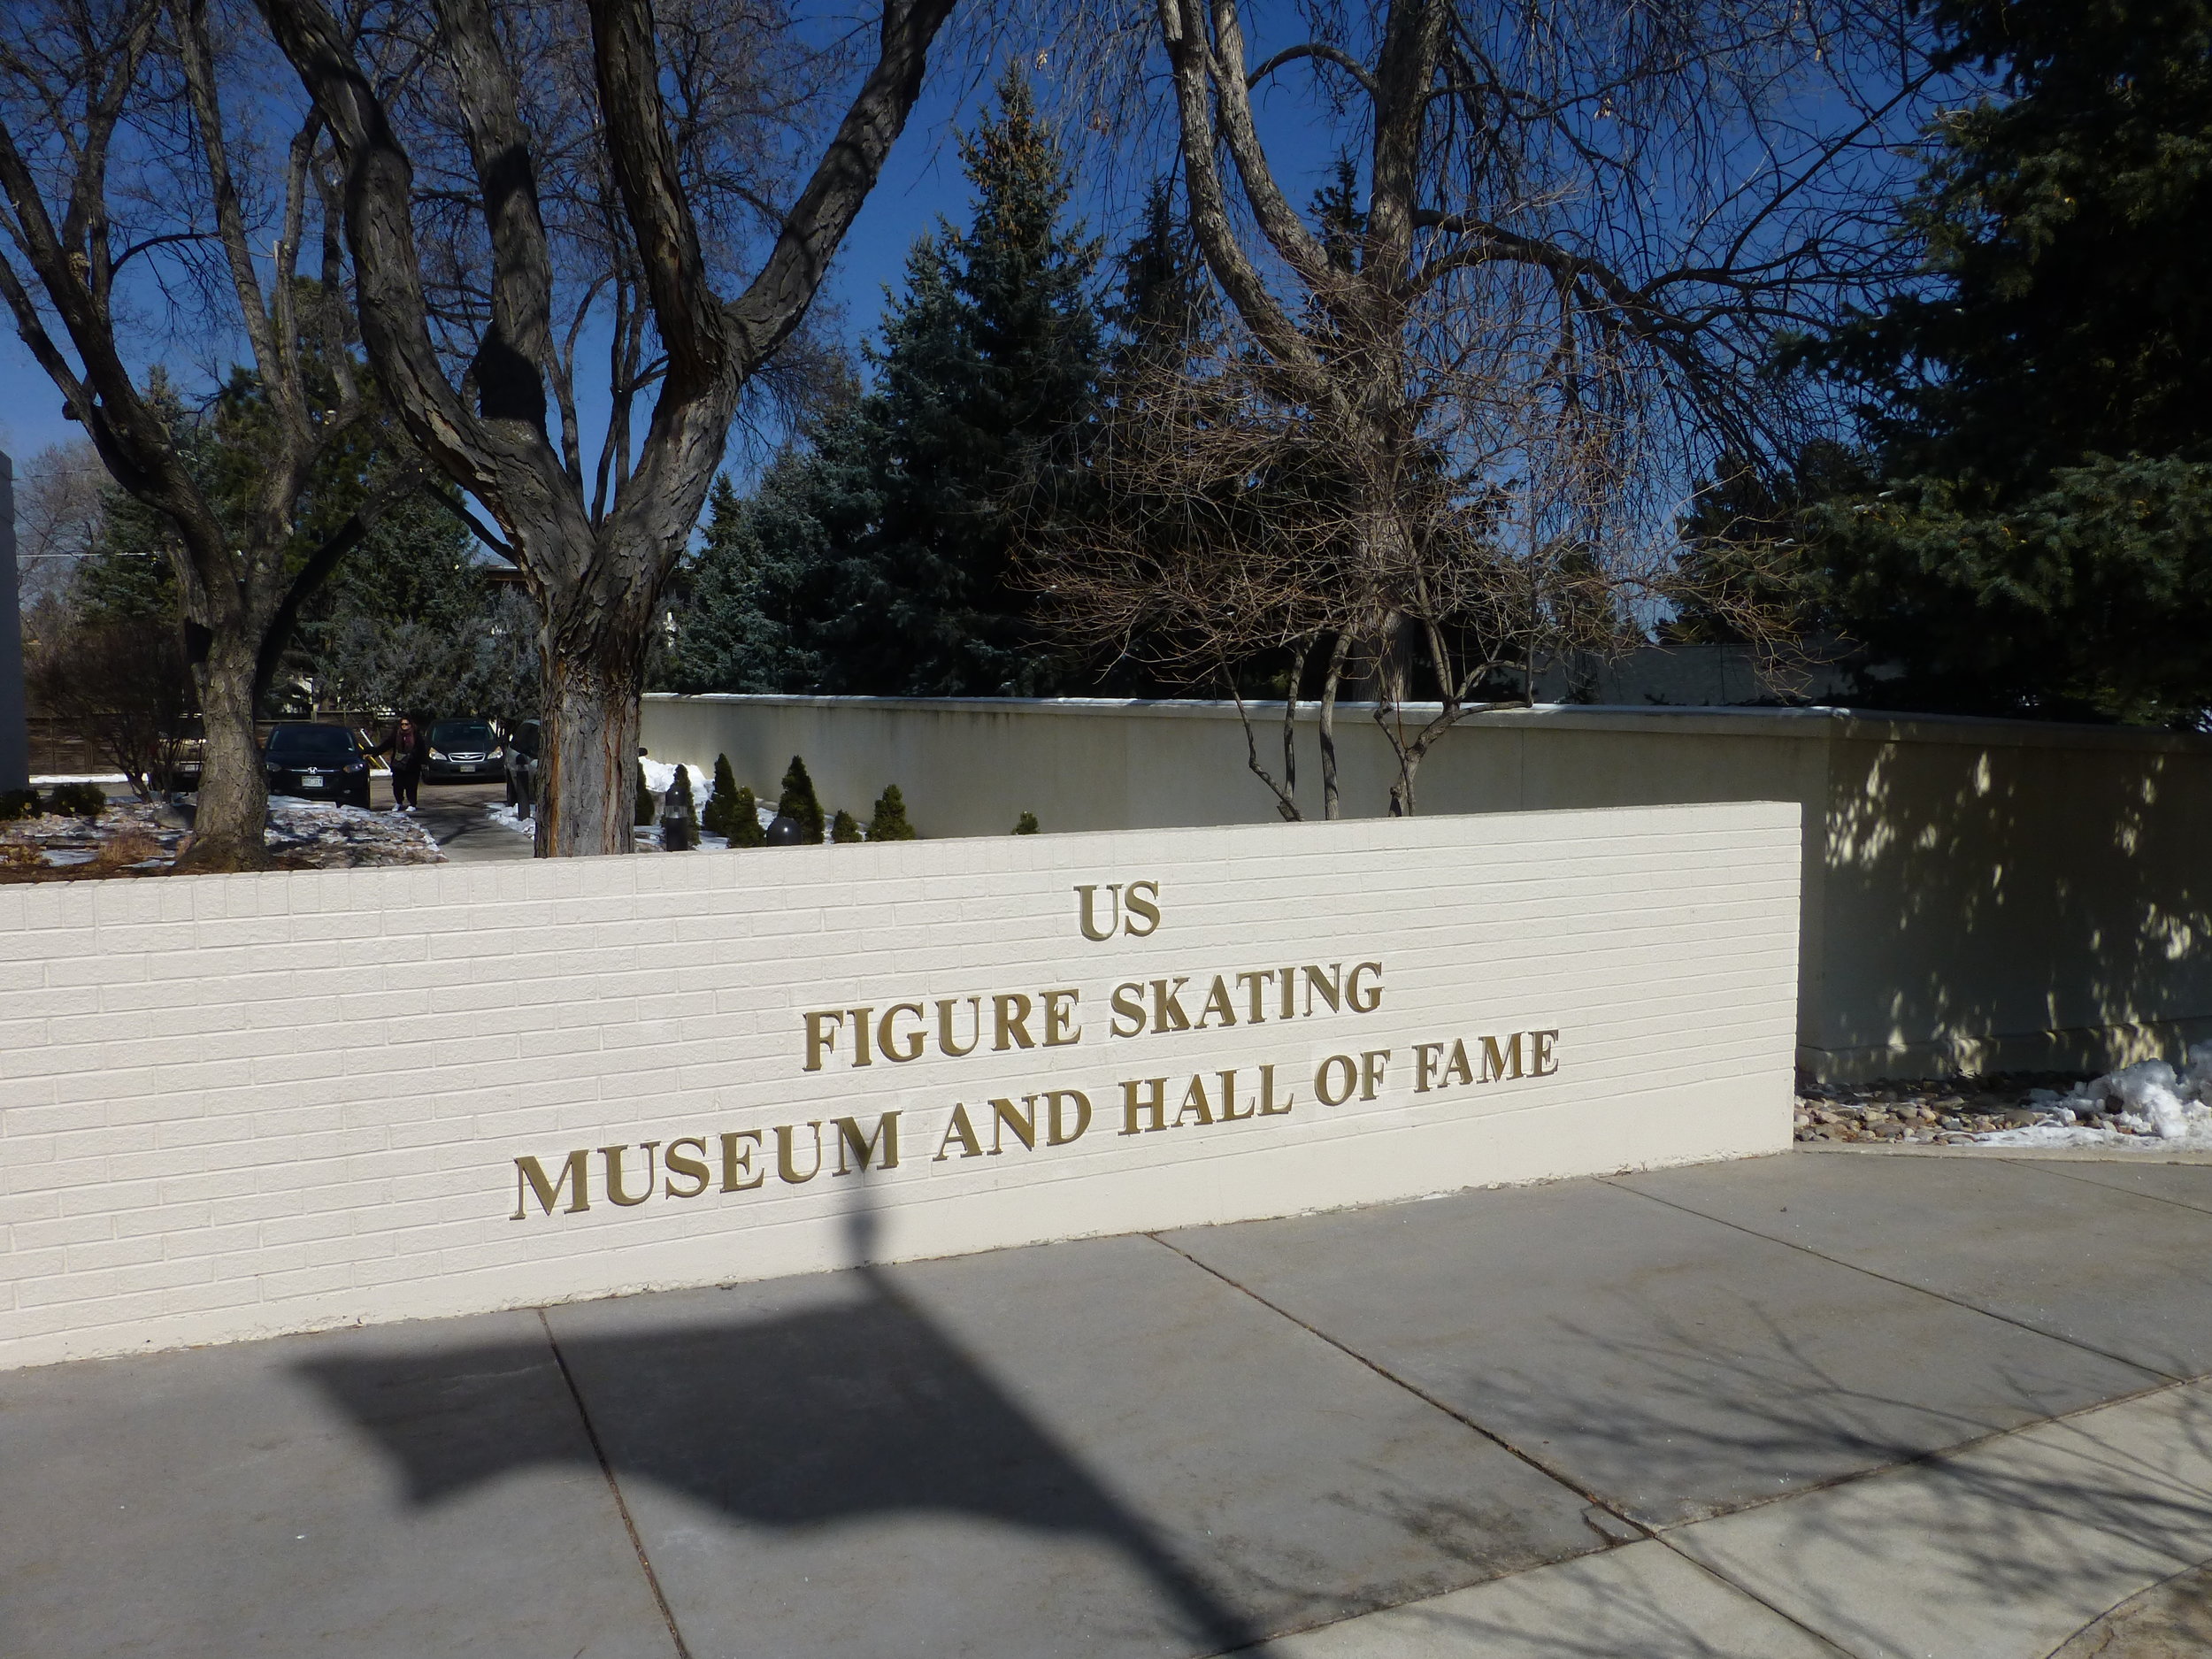 US
FIGURE SKATING
MUSEUM AND HALL OF FAME